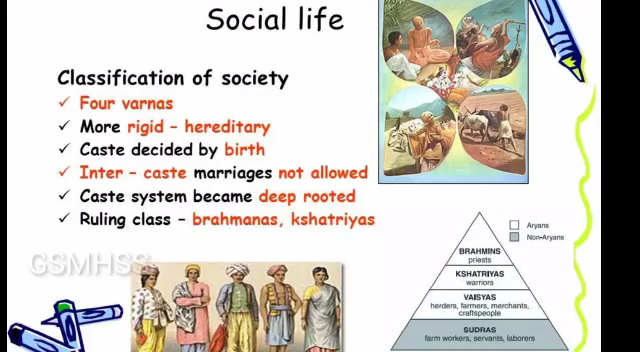 Social life
Classification of society
✓ Four varnas
✓ More rigid – hereditary
✓ Caste decided by birth
✓ Inter – caste marriages not allowed
✓ Caste system became deep rooted
✓ Ruling class – brahmanas, kshatriyas
GSMHSS
Aryans
Non-Aryans
BRAHMINS
priests
KSHATRIYAS
warriors
VAISYAS
herders, farmers, merchants,
craftspeople
SUDRAS
farm workers, servants, laborers